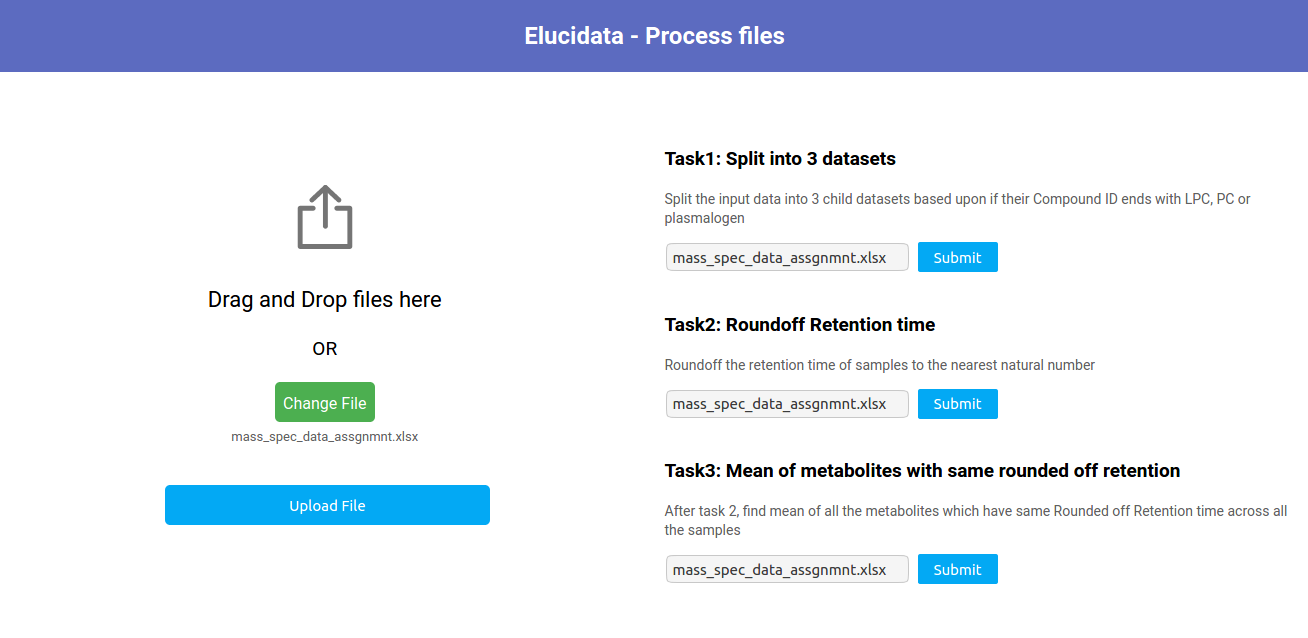 Elucidata - Process files
Drag and Drop files here
OR
Change File
mass_spec_data_assgnmnt.xlsx
Upload File
Task1: Split into 3 datasets
Split the input data into 3 child datasets based upon if their Compound ID ends with LPC, PC or
plasmalogen
mass_spec_data_assgnmnt.xlsx Submit
Task2: Roundoff Retention time
Roundoff the retention time of samples to the nearest natural number
mass_spec_data_assgnmnt.xlsx Submit
Task3: Mean of metabolites with same rounded off retention
After task 2, find mean of all the metabolites which have same Rounded off Retention time across all
the samples
mass_spec_data_assgnmnt.xlsx Submit